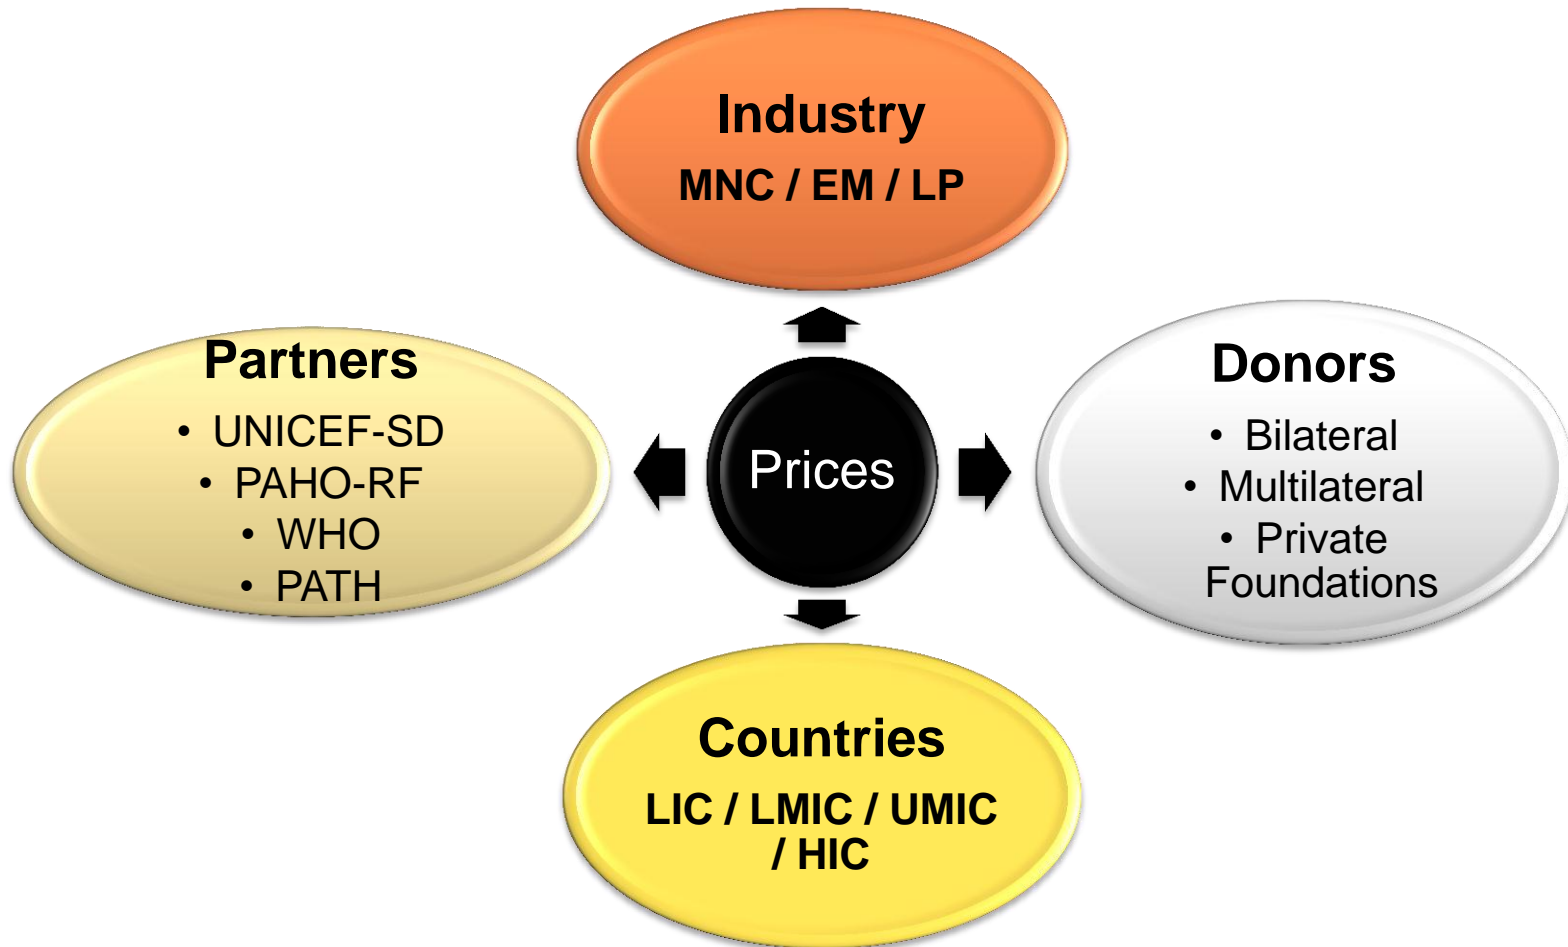 Industry
MNC / EM / LP
Partners
• UNICEF-SD
• PAHO-RF
• WHO
• PATH
Prices
Donors
• Bilateral
• Multilateral
• Private
Foundations
Countries
LIC / LMIC / UMIC
/ HIC